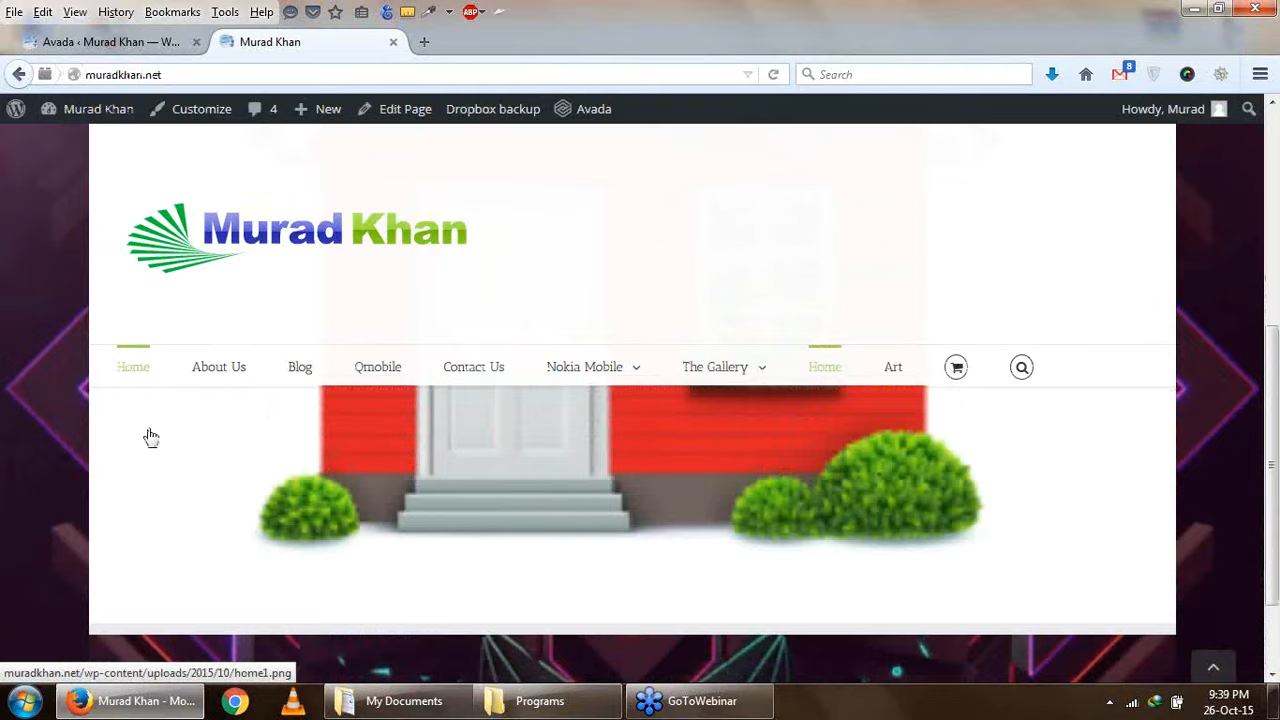 File Edit View History Bookmarks Tools Help ABP
Avada ‹ Murad Khan — W... Murad Khan
muradkhan.net Search 8
Murad Khan Customize 4 New Edit Page Dropbox backup Avada Howdy, Murad
Murad Khan
Home About Us Blog Qmobile Contact Us Nokia Mobile The Gallery Home Art
muradkhan.net/wp-content/uploads/2015/10/home1.png
Murad Khan - Mo... My Documents Programs GoToWebinar 9:39 PM
26-Oct-15